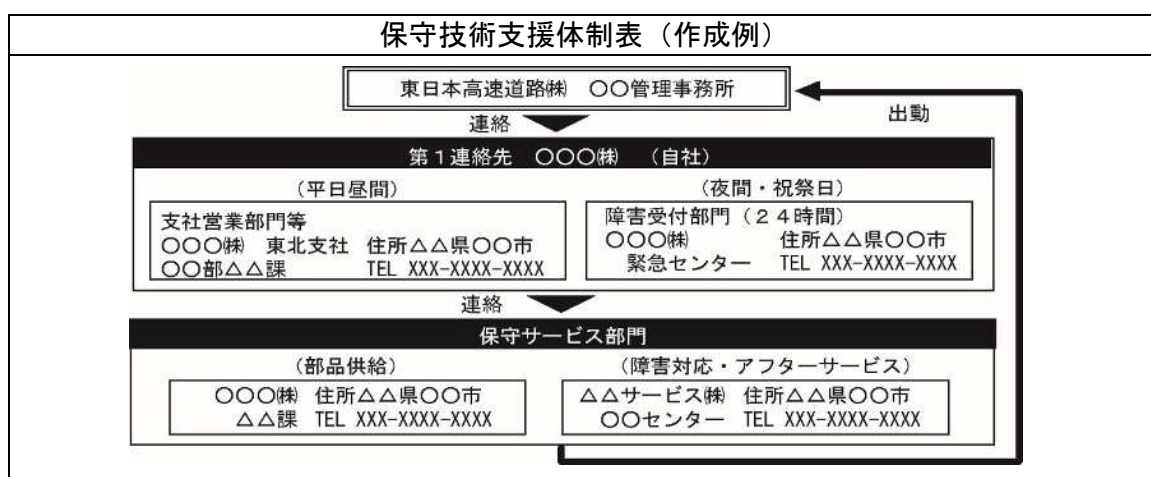 保守技術支援体制表（作成例）
東日本高速道路㈱　〇〇管理事務所
出動
連絡
第１連絡先　〇〇〇㈱　（自社）
（平日昼間）
支社営業部門等
〇〇〇㈱　東北支社　住所△△県〇〇市
〇〇部△△課　TEL XXX-XXXX-XXXX
（夜間・祝祭日）
障害受付部門（２４時間）
〇〇〇㈱　住所△△県〇〇市
緊急センター　TEL XXX-XXXX-XXXX
連絡
保守サービス部門
（部品供給）
〇〇〇㈱　住所△△県〇〇市
△△課　TEL XXX-XXXX-XXXX
（障害対応・アフターサービス）
△△サービス㈱　住所△△県〇〇市
〇〇センター　TEL XXX-XXXX-XXXX